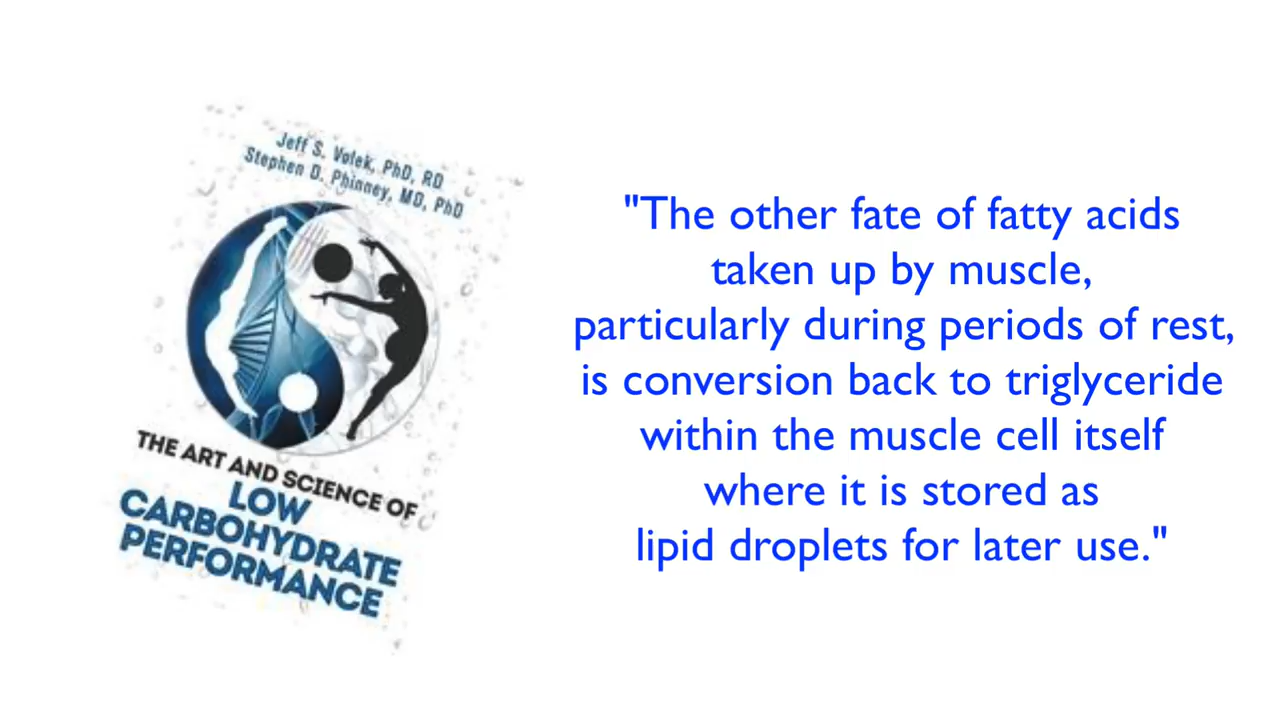 Jeff S. Volek, PhD, RD
Stephen D. Phinney, MD, PhD
THE ART AND SCIENCE OF
LOW
CARBOHYDRATE
PERFORMANCE
"The other fate of fatty acids
taken up by muscle,
particularly during periods of rest,
is conversion back to triglyceride
within the muscle cell itself
where it is stored as
lipid droplets for later use."